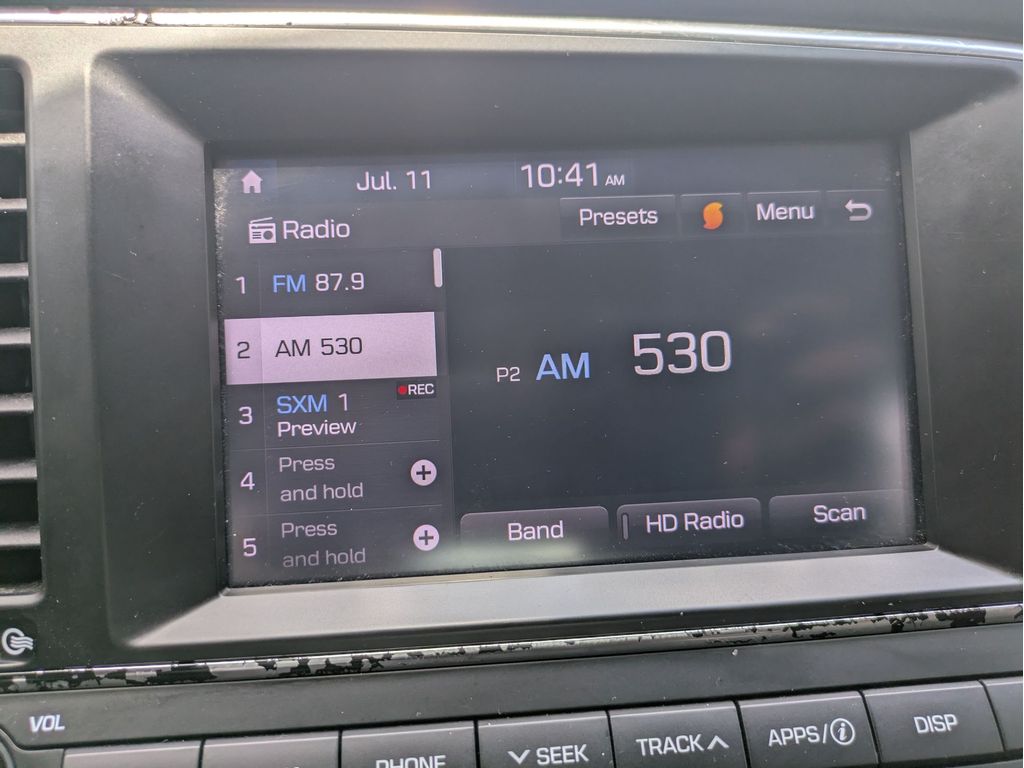 Jul. 11 10:41 AM
Radio Presets Menu
1 FM 87.9
2 AM 530
P2 AM 530
3 SXM 1 REC
Preview
4 Press
and hold
5 Press
and hold
Band HD Radio Scan
VOL
PHONE SEEK TRACK APPS/i DISP